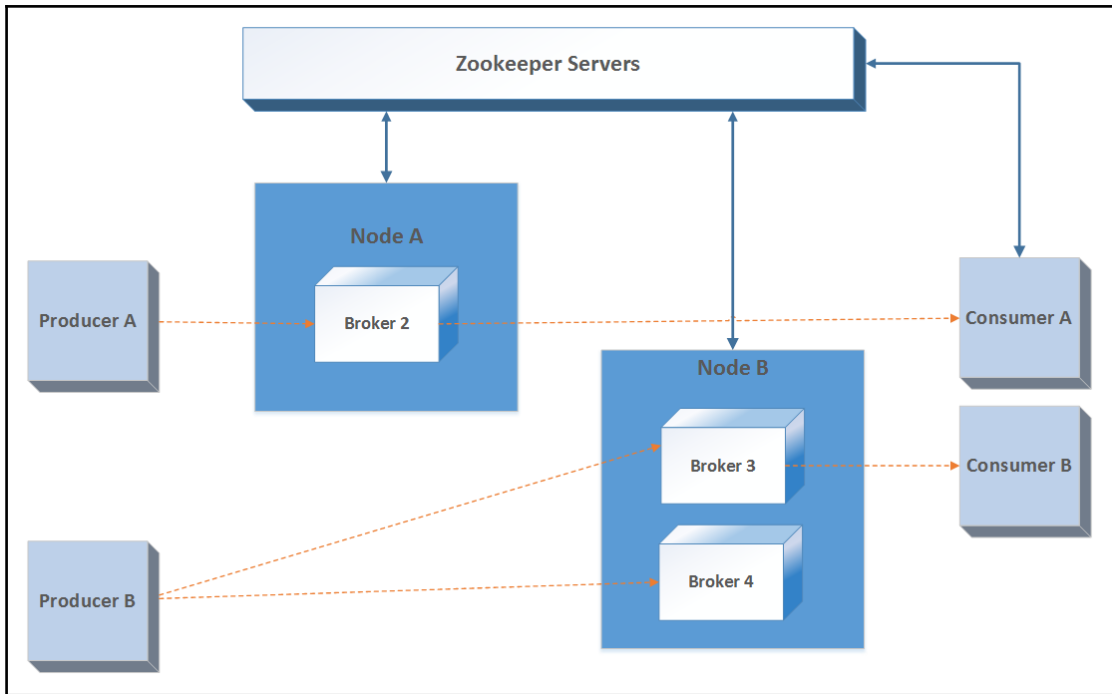 Zookeeper Servers
Node A
Producer A
Broker 2
Consumer A
Node B
Broker 3
Consumer B
Broker 4
Producer B